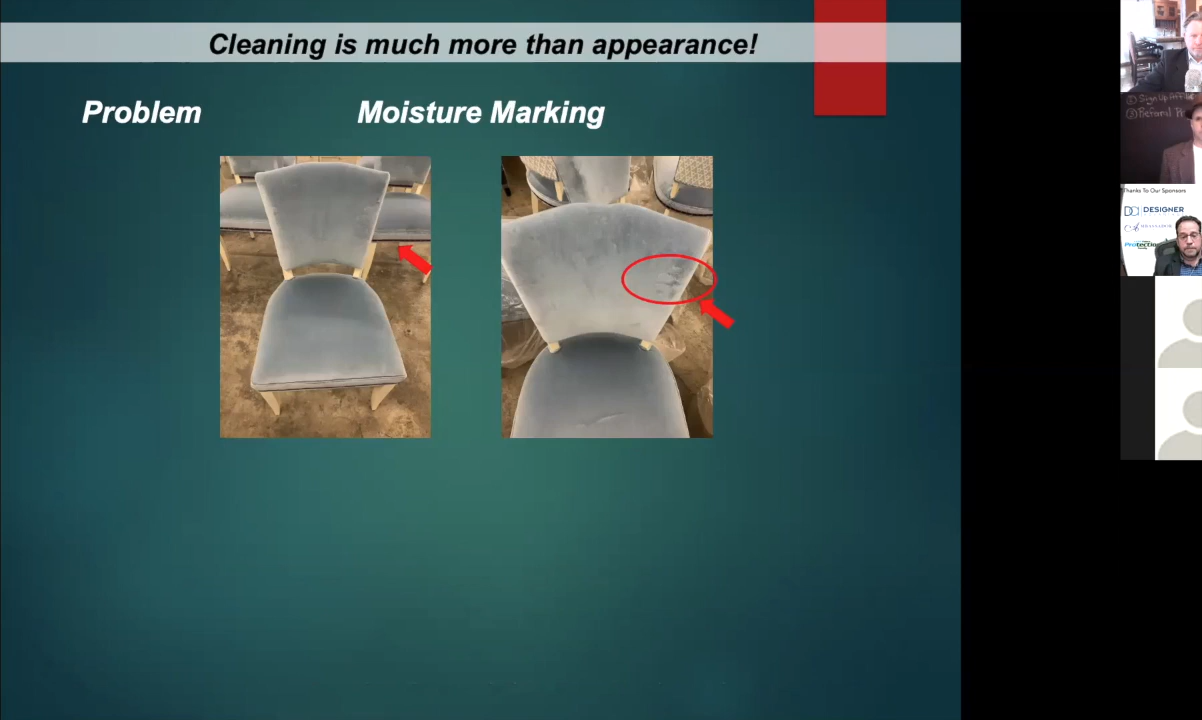 Cleaning is much more than appearance!
Problem
Moisture Marking
Thanks To Our Sponsors
DESIGNER